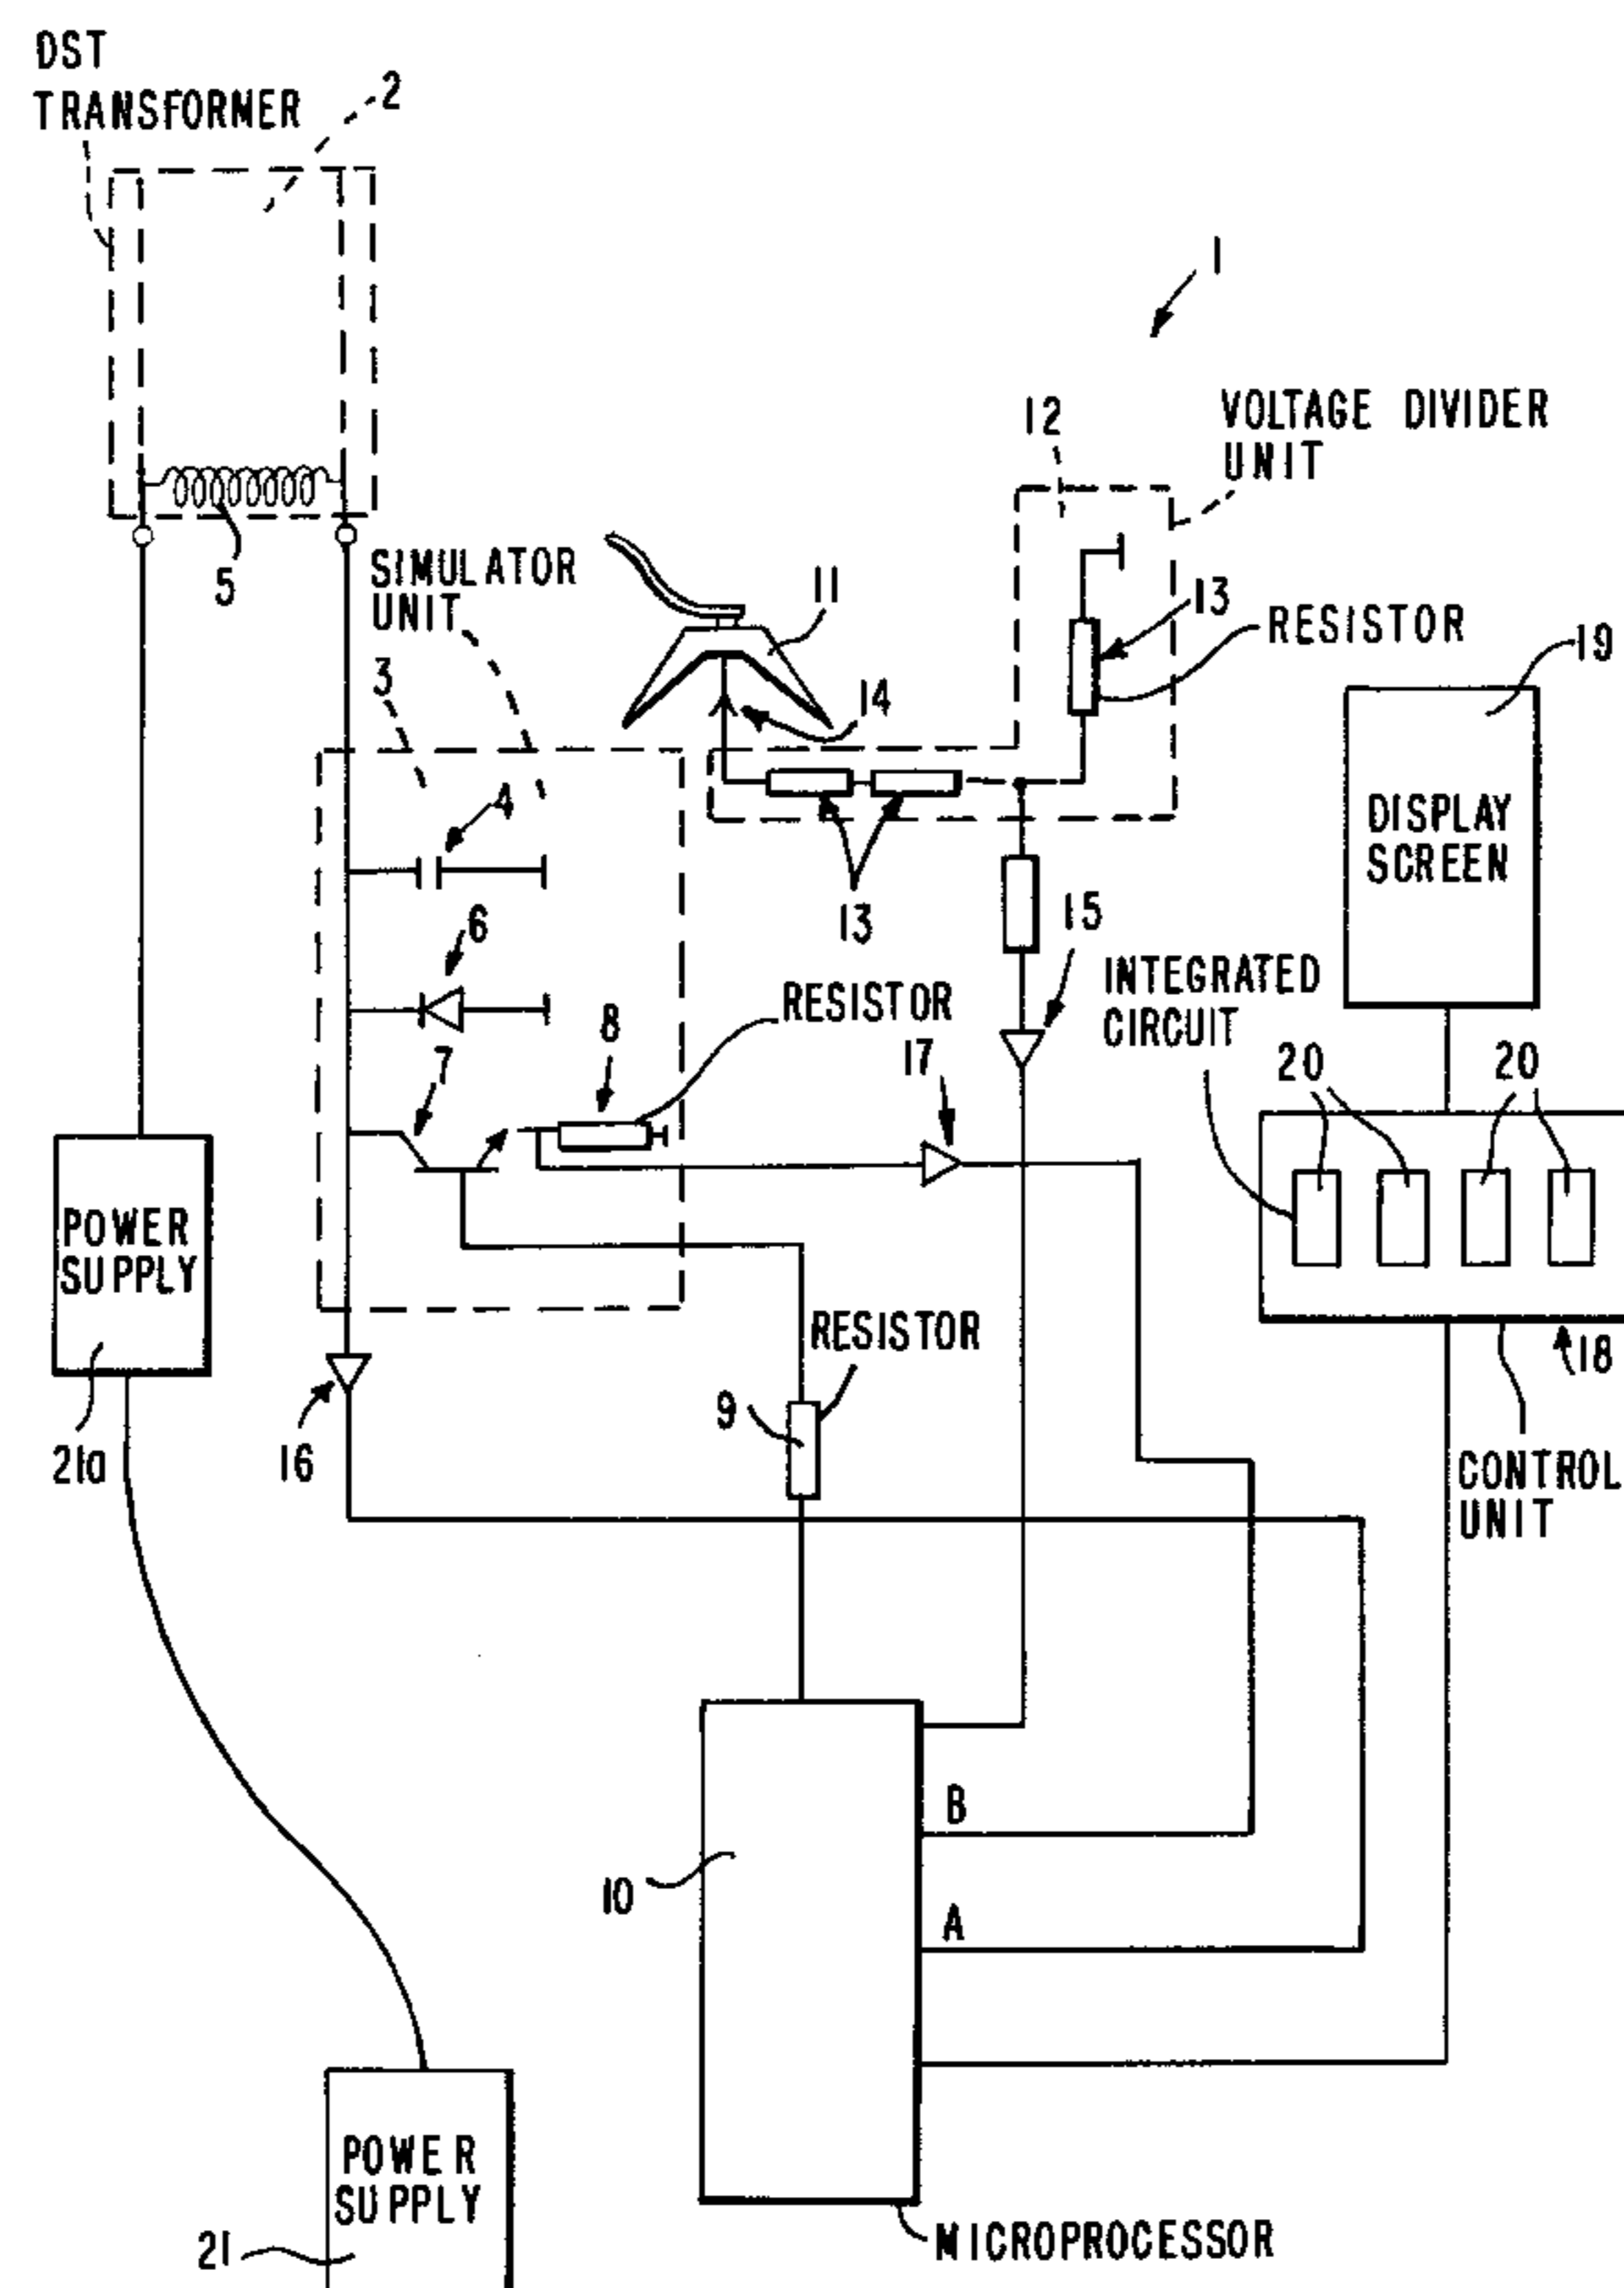 DST
TRANSFORMER
2
1
5
SIMULATOR
UNIT
3
4
6
7
8
RESISTOR
11
14
12
VOLTAGE DIVIDER
UNIT
13
RESISTOR
13
15
17
19
DISPLAY
SCREEN
INTEGRATED
CIRCUIT
20
20
18
CONTROL
UNIT
POWER
SUPPLY
21a
16
RESISTOR
9
B
A
10
MICROPROCESSOR
POWER
SUPPLY
21